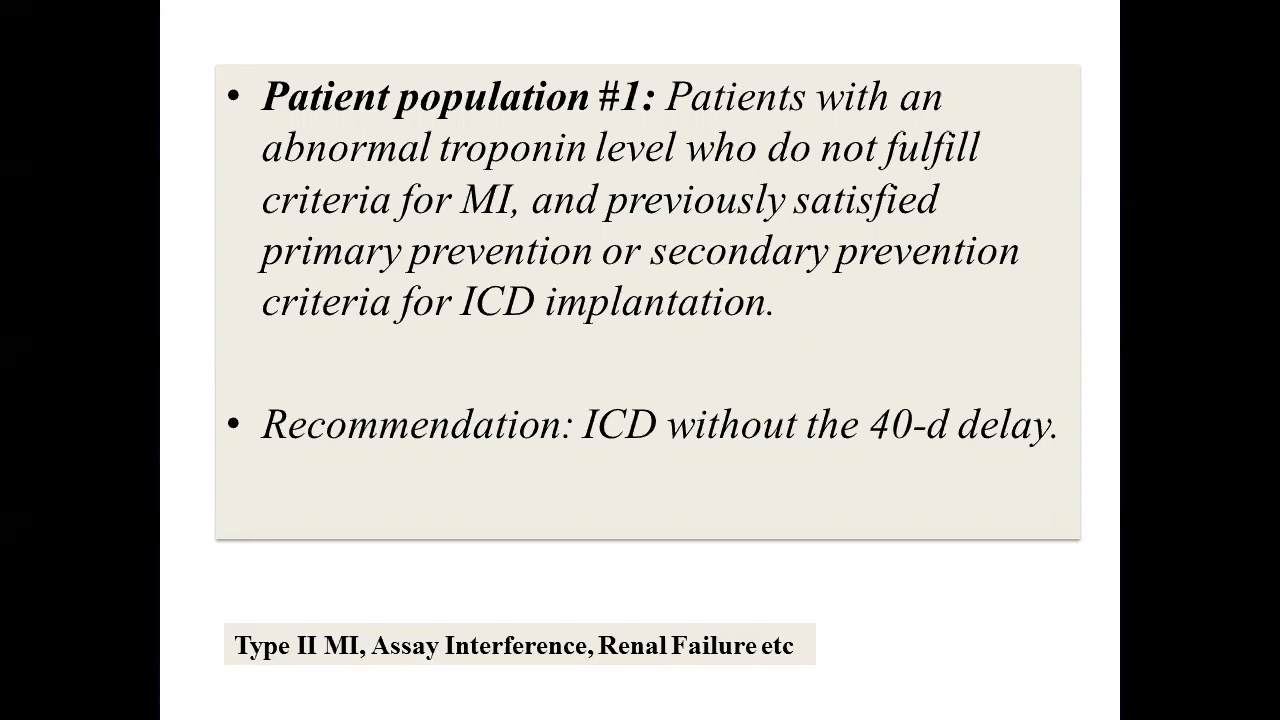 • Patient population #1: Patients with an
abnormal troponin level who do not fulfill
criteria for MI, and previously satisfied
primary prevention or secondary prevention
criteria for ICD implantation.
• Recommendation: ICD without the 40-d delay.
Type II MI, Assay Interference, Renal Failure etc